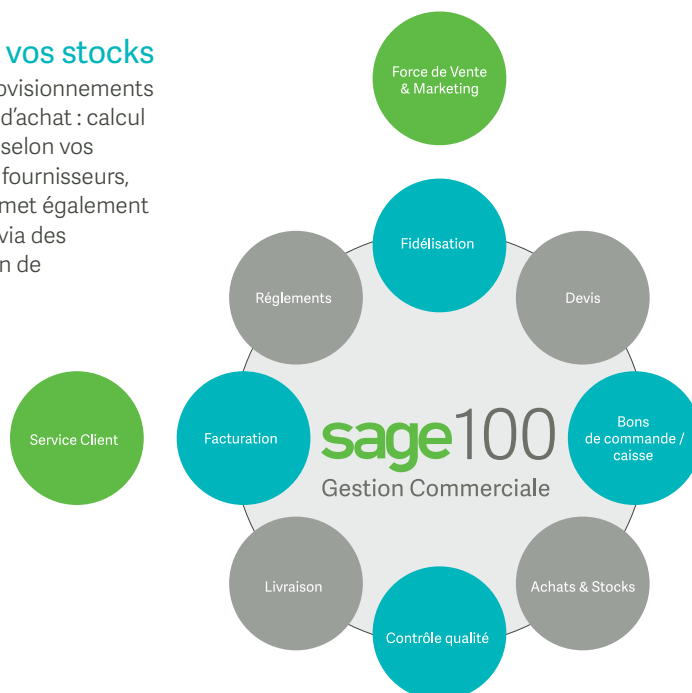 vos stocks
ovisionnements
d’achat : calcul
selon vos
fournisseurs,
met également
via des
n de
Force de Vente
& Marketing
Fidélisation
Réglements
Devis
Service Client
Facturation
sage100
Gestion Commerciale
Bons
de commande /
caisse
Livraison
Achats & Stocks
Contrôle qualité